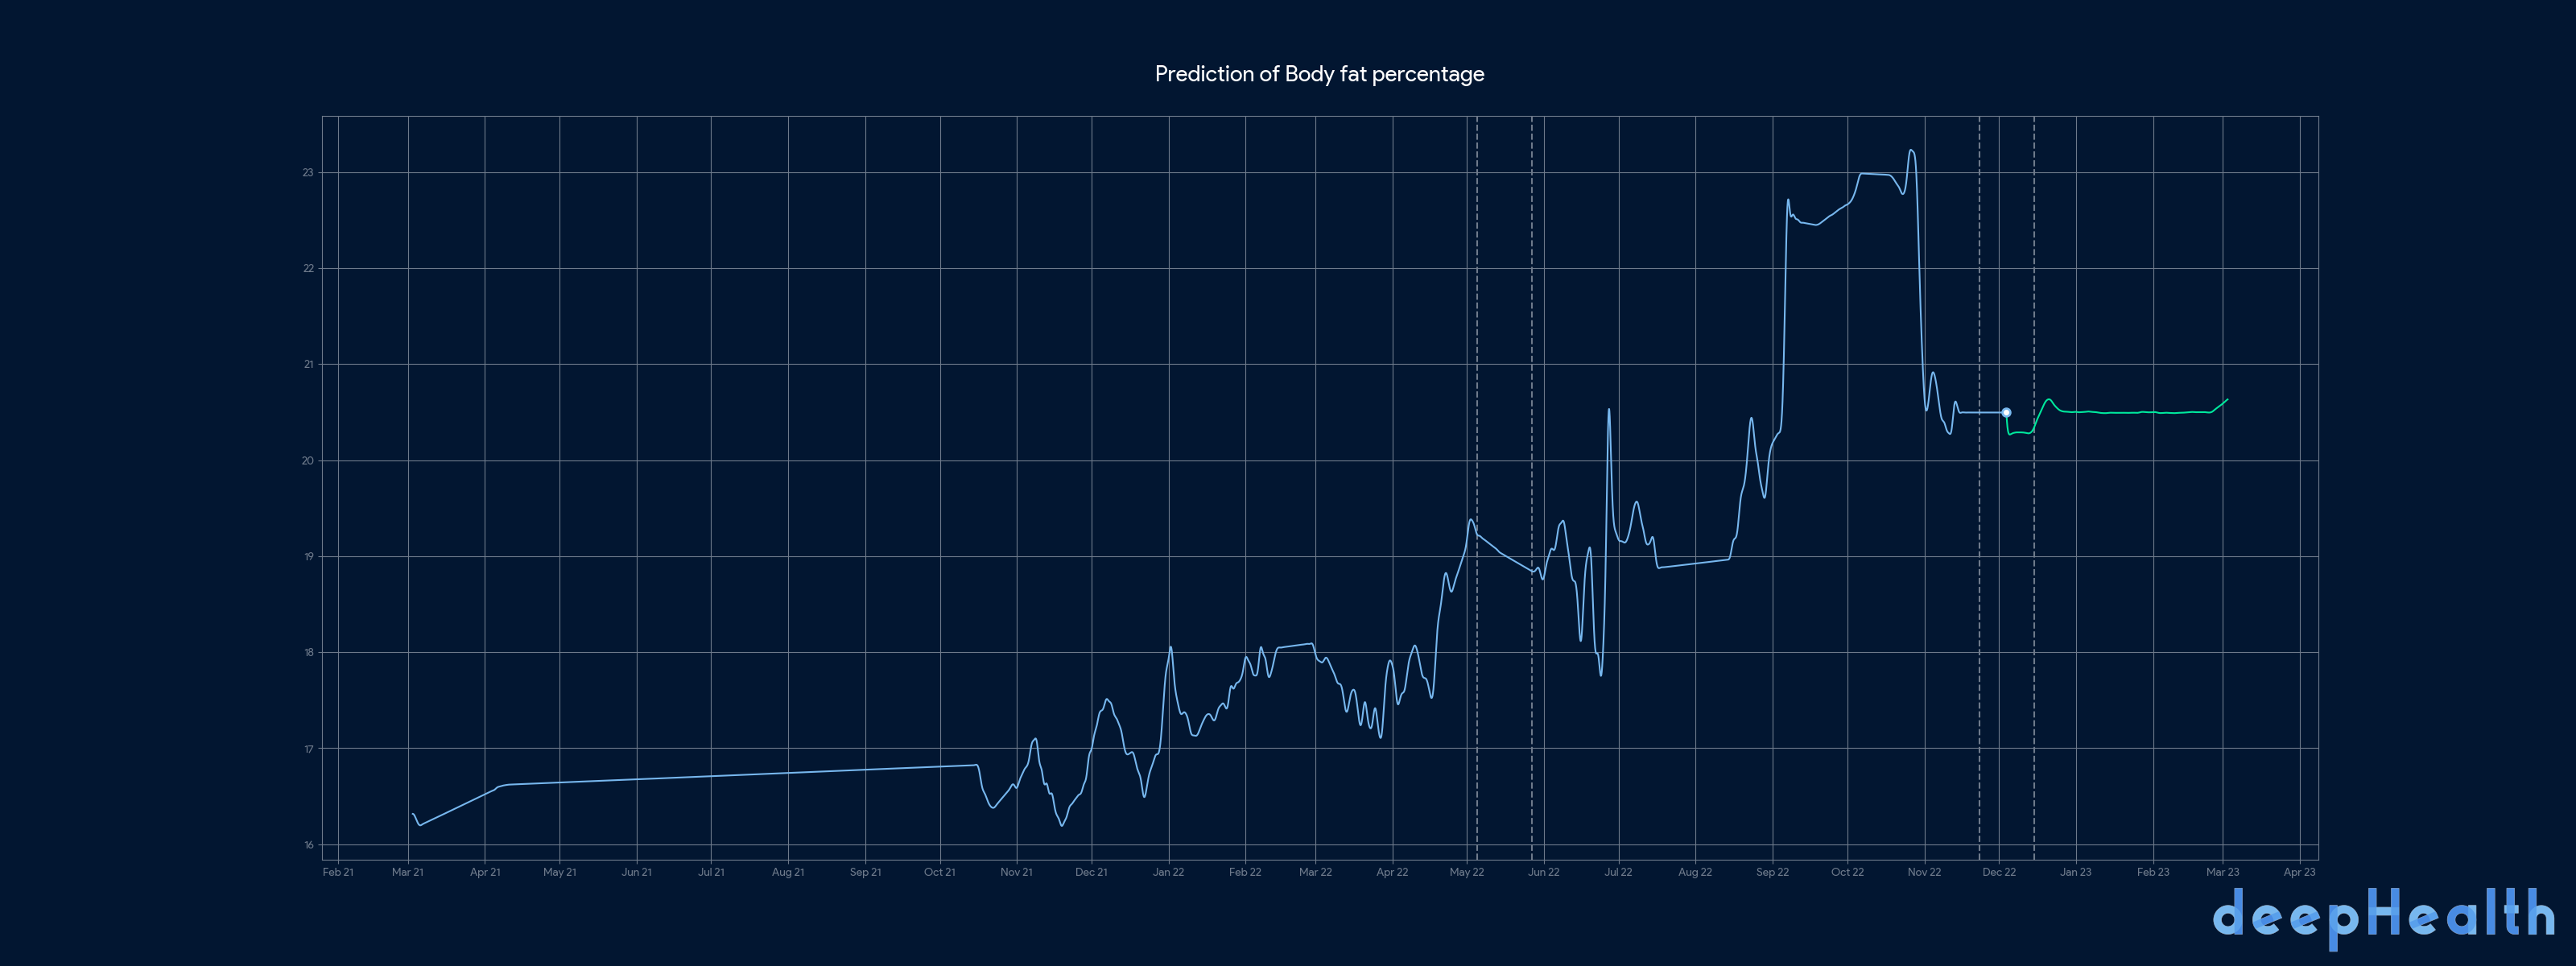 Prediction of Body fat percentage
23
22
21
20
19
18
17
16
Feb 21 Mar 21 Apr 21 May 21 Jun 21 Jul 21 Aug 21 Sep 21 Oct 21 Nov 21 Dec 21 Jan 22 Feb 22 Mar 22 Apr 22 May 22 Jun 22 Jul 22 Aug 22 Sep 22 Oct 22 Nov 22 Dec 22 Jan 23 Feb 23 Mar 23 Apr 23
deepHealth